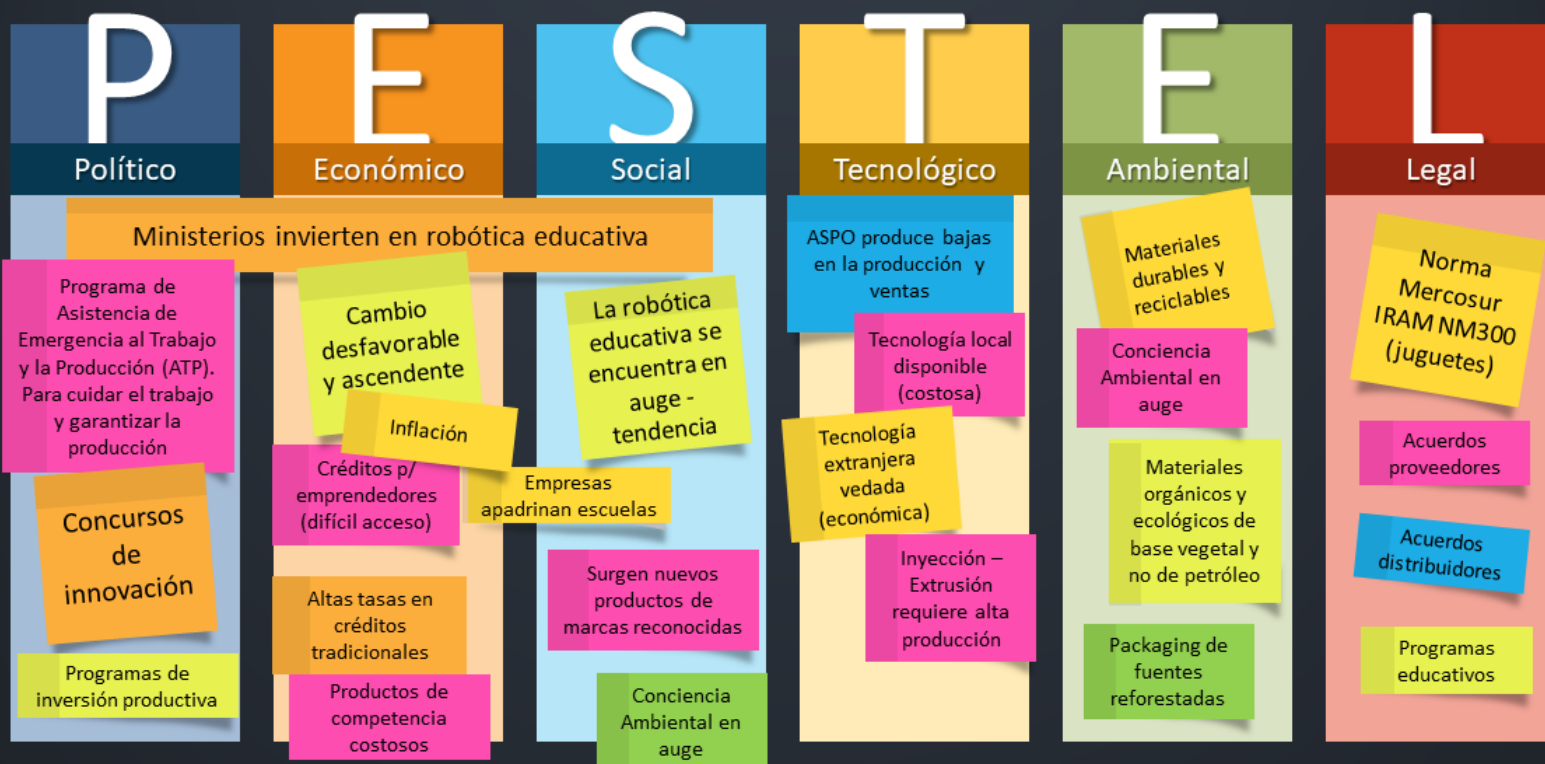 P
Político
Ministerios invierten en robótica educativa
Programa de
Asistencia de
Emergencia al Trabajo
y la Producción (ATP).
Para cuidar el trabajo
y garantizar la
producción
Concursos
de
innovación
Programas de
inversión productiva
E
Económico
Cambio
desfavorable
y ascendente
Inflación
Créditos p/
emprendedores
(difícil acceso)
Altas tasas en
créditos
tradicionales
Productos de
competencia
costosos
S
Social
La robótica
educativa se
encuentra en
auge -
tendencia
Empresas
apadrinan escuelas
Surgen nuevos
productos de
marcas reconocidas
Conciencia
Ambiental en
auge
T
Tecnológico
ASPO produce bajas
en la producción y
ventas
Tecnología local
disponible
(costosa)
Tecnología
extranjera
vedada
(económica)
Inyección –
Extrusión
requiere alta
producción
E
Ambiental
Materiales
durables y
reciclables
Conciencia
Ambiental en
auge
Materiales
orgánicos y
ecológicos de
base vegetal y
no de petróleo
Packaging de
fuentes
reforestadas
L
Legal
Norma
Mercosur
IRAM NM300
(juguetes)
Acuerdos
proveedores
Acuerdos
distribuidores
Programas
educativos